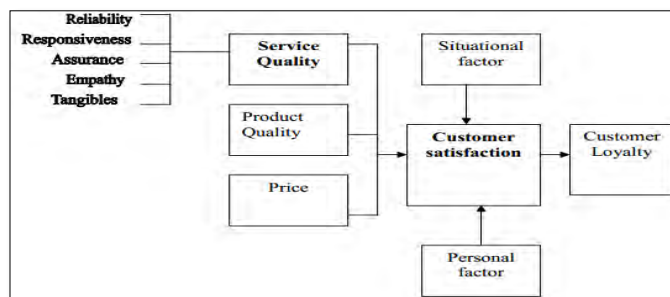 Reliability
Responsiveness
Assurance
Empathy
Tangibles
Service
Quality
Product
Quality
Price
Situational
factor
Customer
satisfaction
Personal
factor
Customer
Loyalty